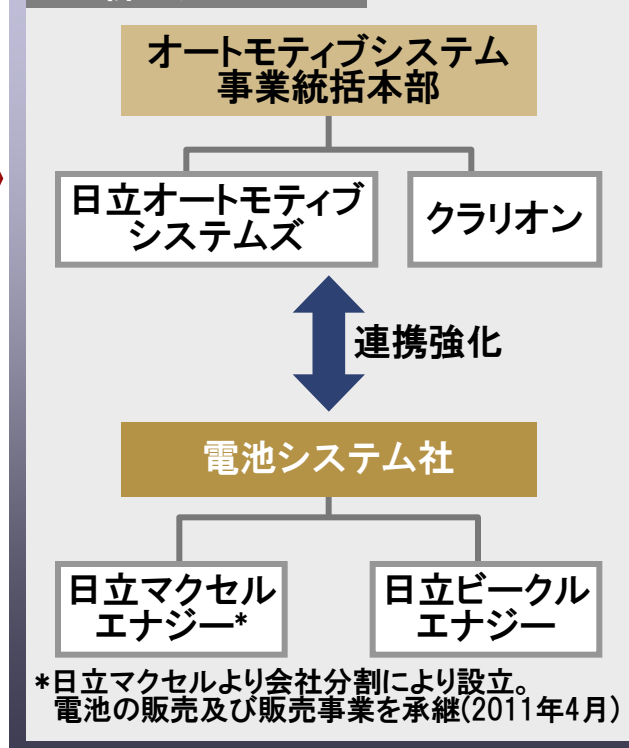 オートモティブシステム
事業統括本部
日立オートモティブ
システムズ
クラリオン
連携強化
電池システム社
日立マクセル
エナジー*
日立ビークル
エナジー
*日立マクセルより会社分割により設立。
電池の販売及び販売事業を承継(2011年4月)